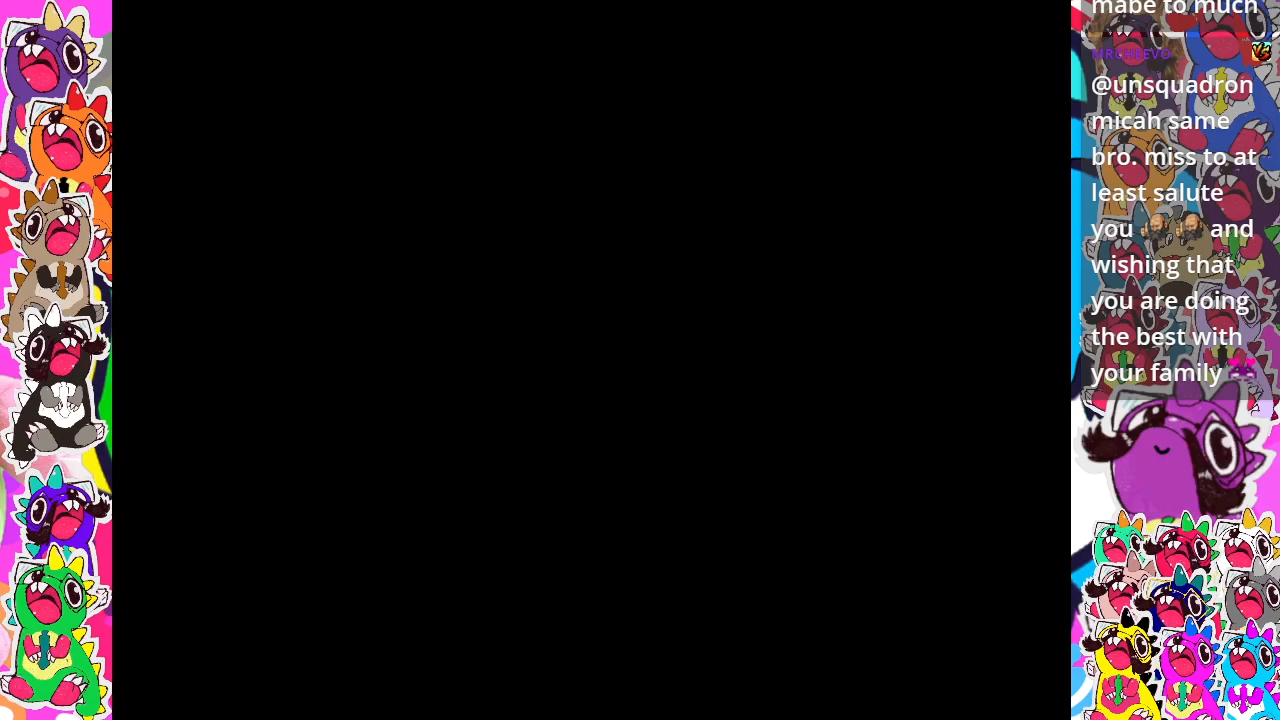 mabe to much
MRCHEEVO
@unsquadron
micah same
bro. miss to at
least salute
you and
wishing that
you are doing
the best with
your family